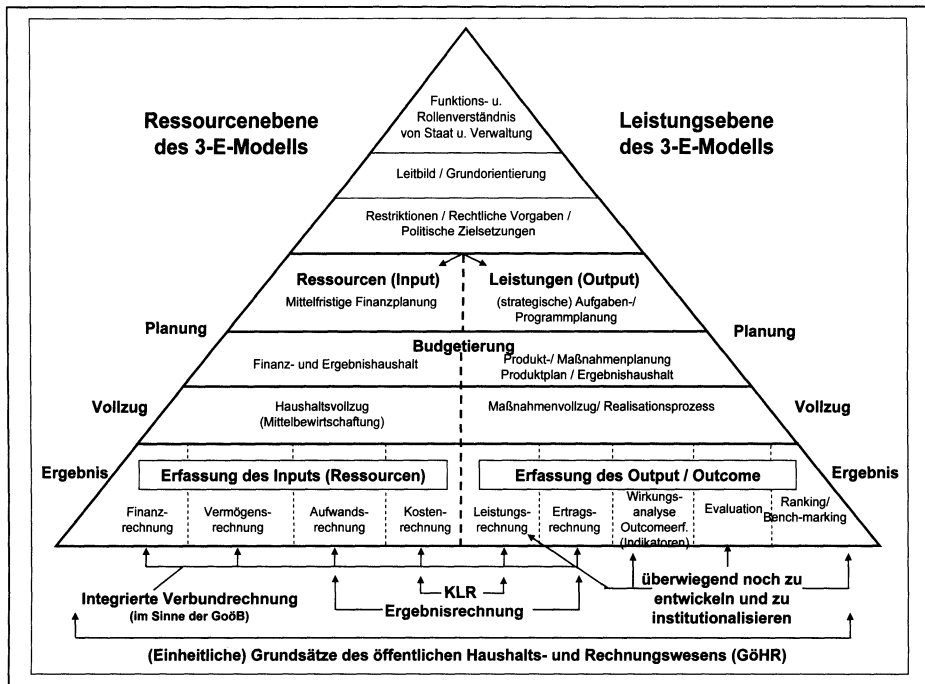 Ressourcenebene
des 3-E-Modells
Leistungsebene
des 3-E-Modells
Funktions- u.
Rollenverständnis
von Staat u. Verwaltung
Leitbild / Grundorientierung
Restriktionen / Rechtliche Vorgaben /
Politische Zielsetzungen
Ressourcen (Input)
Mittelfristige Finanzplanung
Leistungen (Output)
(strategische) Aufgaben-/
Programmplanung
Planung
Planung
Budgetierung
Finanz- und Ergebnishaushalt
Produkt-/ Maßnahmenplanung
Produktplan / Ergebnishaushalt
Vollzug
Haushaltsvollzug
(Mittelbewirtschaftung)
Maßnahmenvollzug/ Realisationsprozess
Vollzug
Ergebnis
Erfassung des Inputs (Ressourcen)
Erfassung des Output / Outcome
Ergebnis
Finanz-
rechnung
Vermögens-
rechnung
Aufwands-
rechnung
Kosten-
rechnung
Leistungs-
rechnung
Ertrags-
rechnung
Wirkungs-
analyse
Outcomeerf.
(Indikatoren)
Evaluation
Ranking/
Bench-marking
Integrierte Verbundrechnung
(im Sinne der GoöB)
KLR
Ergebnisrechnung
überwiegend noch zu
entwickeln und zu
institutionalisieren
(Einheitliche) Grundsätze des öffentlichen Haushalts- und Rechnungswesens (GöHR)